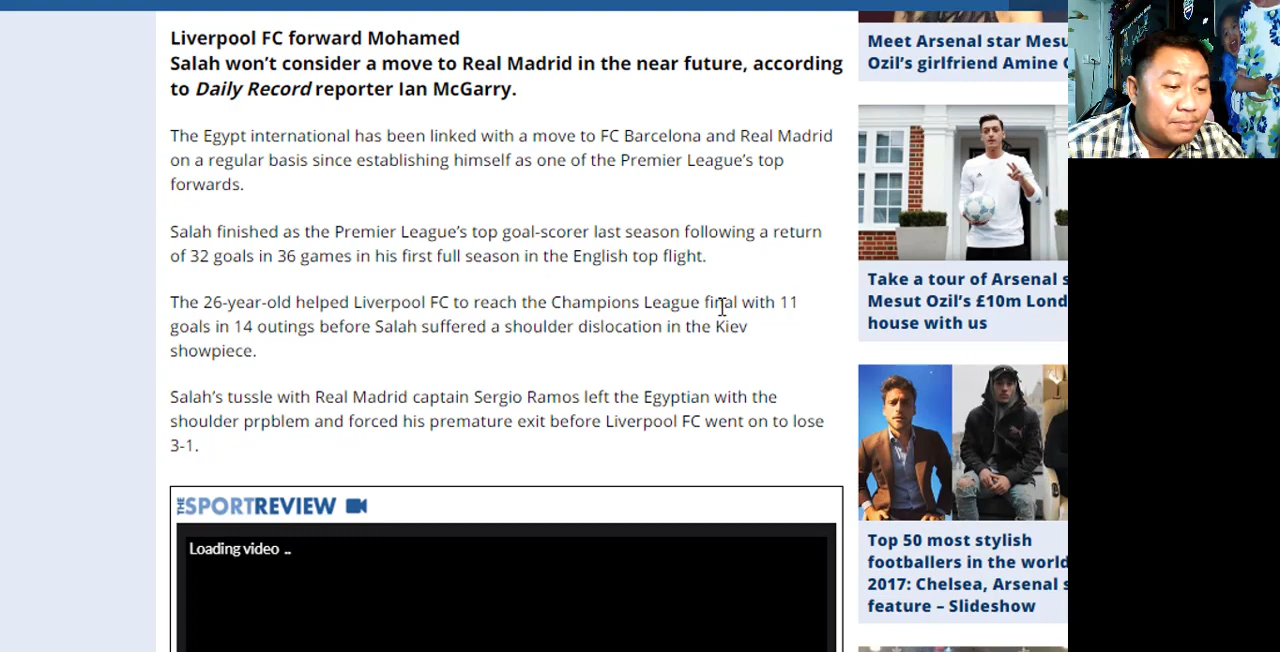 Liverpool FC forward Mohamed
Salah won’t consider a move to Real Madrid in the near future, according
to Daily Record reporter Ian McGarry.
The Egypt international has been linked with a move to FC Barcelona and Real Madrid
on a regular basis since establishing himself as one of the Premier League’s top
forwards.
Salah finished as the Premier League’s top goal-scorer last season following a return
of 32 goals in 36 games in his first full season in the English top flight.
The 26-year-old helped Liverpool FC to reach the Champions League final with 11
goals in 14 outings before Salah suffered a shoulder dislocation in the Kiev
showpiece.
Salah’s tussle with Real Madrid captain Sergio Ramos left the Egyptian with the
shoulder prpblem and forced his premature exit before Liverpool FC went on to lose
3-1.
THE SPORTREVIEW
Loading video ..
Meet Arsenal star Mesu
Ozil’s girlfriend Amine
Take a tour of Arsenal s
Mesut Ozil’s £10m Lond
house with us
Top 50 most stylish
footballers in the world
2017: Chelsea, Arsenal s
feature – Slideshow